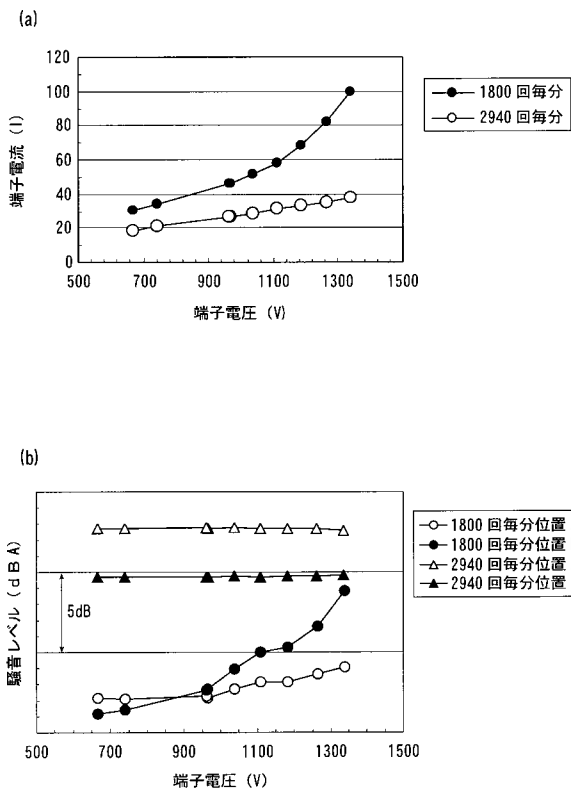 (a)
120
100
80
60
40
20
0
端子電流 (I)
500
700
900
1100
1300
1500
端子電圧 (V)
1800 回毎分
2940 回毎分
(b)
騒音レベル (dBA)
5dB
500
700
900
1100
1300
1500
端子電圧 (V)
1800 回毎分位置
1800 回毎分位置
2940 回毎分位置
2940 回毎分位置